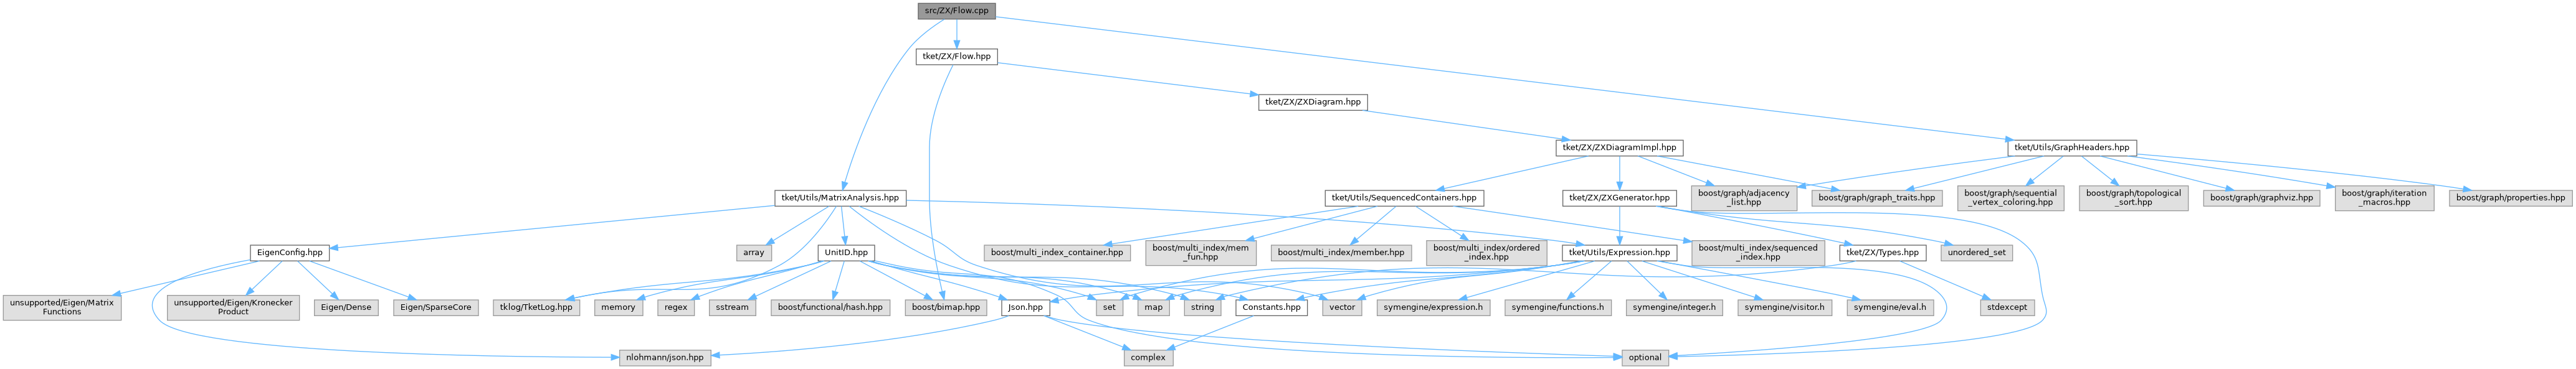 src/ZX/Flow.cpp
tket/ZX/Flow.hpp
tket/ZX/ZXDiagram.hpp
tket/ZX/ZXDiagramImpl.hpp
tket/Utils/GraphHeaders.hpp
tket/Utils/MatrixAnalysis.hpp
tket/Utils/SequencedContainers.hpp
tket/ZX/ZXGenerator.hpp
boost/graph/adjacency
_list.hpp
boost/graph/graph_traits.hpp
boost/graph/sequential
_vertex_coloring.hpp
boost/graph/topological
_sort.hpp
boost/graph/graphviz.hpp
boost/graph/iteration
_macros.hpp
boost/graph/properties.hpp
EigenConfig.hpp
array
UnitID.hpp
boost/multi_index_container.hpp
boost/multi_index/mem
_fun.hpp
boost/multi_index/member.hpp
boost/multi_index/ordered
_index.hpp
tket/Utils/Expression.hpp
boost/multi_index/sequenced
_index.hpp
tket/ZX/Types.hpp
unordered_set
unsupported/Eigen/Matrix
Functions
unsupported/Eigen/Kronecker
Product
Eigen/Dense
Eigen/SparseCore
tklog/TketLog.hpp
memory
regex
sstream
boost/functional/hash.hpp
boost/bimap.hpp
Json.hpp
set
map
string
Constants.hpp
vector
symengine/expression.h
symengine/functions.h
symengine/integer.h
symengine/visitor.h
symengine/eval.h
stdexcept
nlohmann/json.hpp
complex
optional